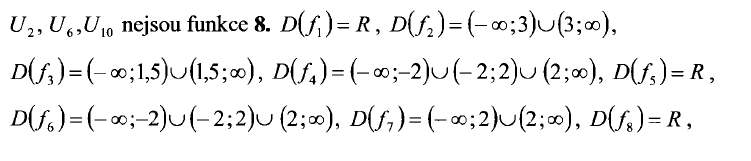 U₂, U₆, U₁₀ nejsou funkce 8. D(f₁) = R, D(f₂) = (−∞;3)∪(3;∞),
D(f₃) = (−∞;1,5)∪(1,5;∞), D(f₄) = (−∞;−2)∪(−2;2)∪ (2;∞), D(f₅) = R,
D(f₆) = (−∞;−2)∪(−2;2)∪ (2;∞), D(f₇) = (−∞;2)∪(2;∞), D(f₈) = R,